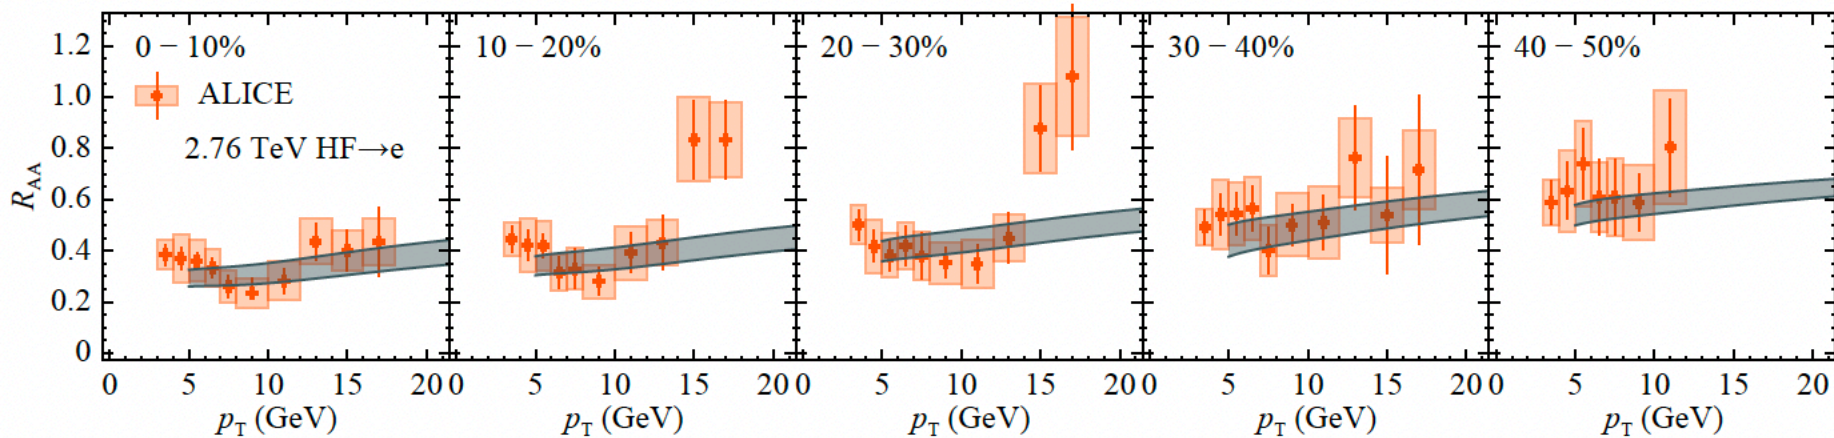 0 − 10%
10 − 20%
20 − 30%
30 − 40%
40 − 50%
ALICE
2.76 TeV HF→e
R_AA
1.2
1.0
0.8
0.6
0.4
0.2
0
0 5 10 15 20 0 5 10 15 20 0 5 10 15 20 0 5 10 15 20 0 5 10 15 20
p_T (GeV) p_T (GeV) p_T (GeV) p_T (GeV) p_T (GeV)